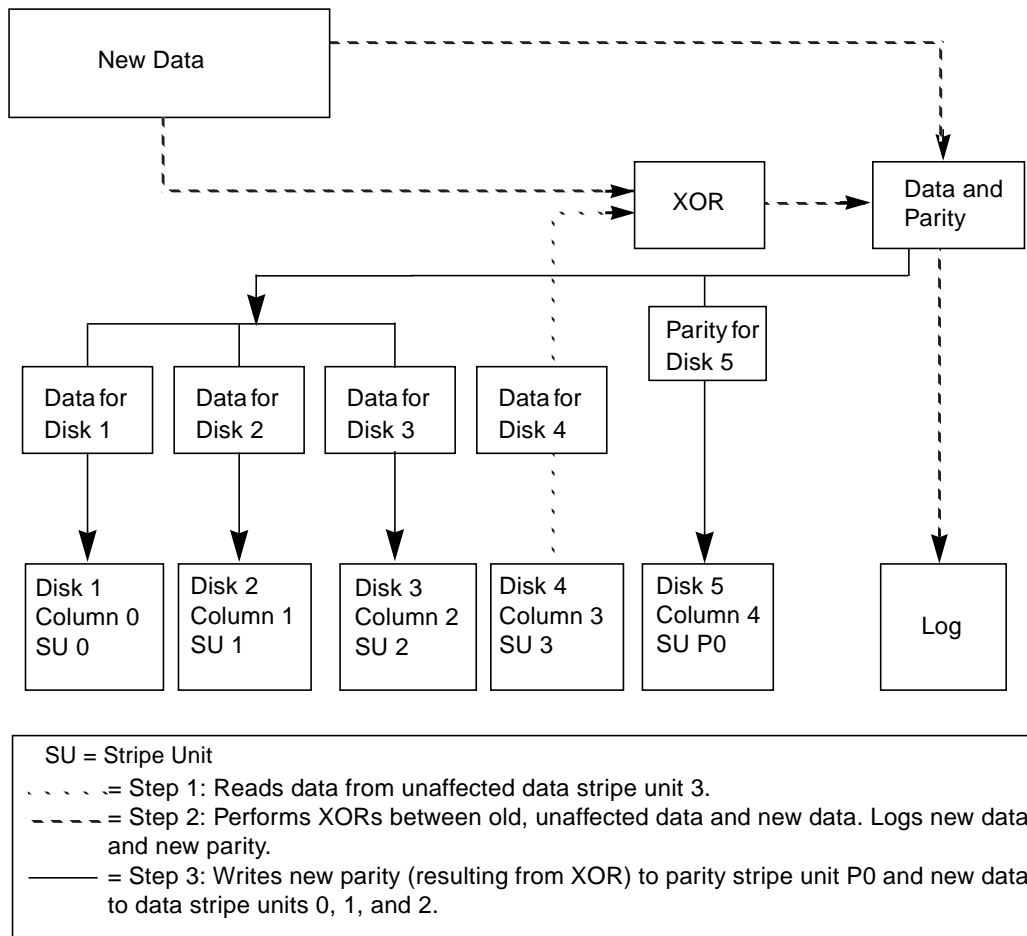 New Data
XOR
Data and
Parity
Parity for
Disk 5
Data for
Disk 1
Data for
Disk 2
Data for
Disk 3
Data for
Disk 4
Disk 1
Column 0
SU 0
Disk 2
Column 1
SU 1
Disk 3
Column 2
SU 2
Disk 4
Column 3
SU 3
Disk 5
Column 4
SU P0
Log
SU = Stripe Unit
= Step 1: Reads data from unaffected data stripe unit 3.
= Step 2: Performs XORs between old, unaffected data and new data. Logs new data
and new parity.
= Step 3: Writes new parity (resulting from XOR) to parity stripe unit P0 and new data
to data stripe units 0, 1, and 2.